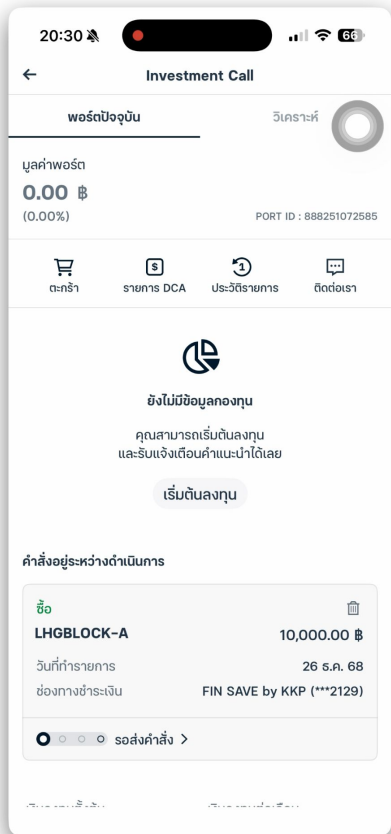 20:30
66
Investment Call
พอร์ตปัจจุบัน
วิเคราะห์
มูลค่าพอร์ต
0.00 ฿
(0.00%)
PORT ID : 888251072585
ตะกร้า
รายการ DCA
ประวัติรายการ
ติดต่อเรา
ยังไม่มีข้อมูลกองทุน
คุณสามารถเริ่มต้นลงทุน
และรับแจ้งเตือนคำแนะนำได้เลย
เริ่มต้นลงทุน
คำสั่งอยู่ระหว่างดำเนินการ
ซื้อ
LHGBLOCK-A 10,000.00 ฿
วันที่ทำรายการ 26 ธ.ค. 68
ช่องทางชำระเงิน FIN SAVE by KKP (***2129)
รอส่งคำสั่ง >